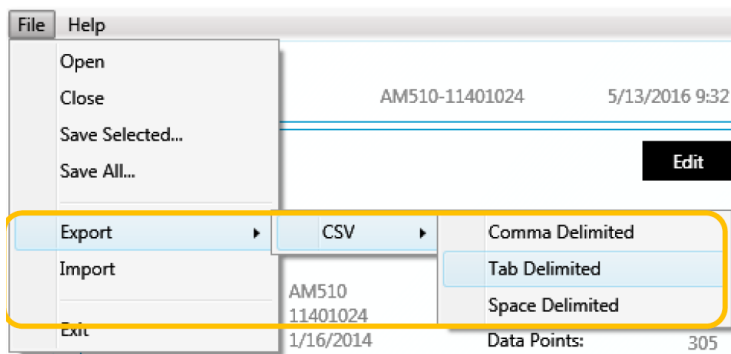 File Help
Open
Close
AM510-11401024 5/13/2016 9:32
Save Selected...
Edit
Save All...
Export CSV Comma Delimited
Import Tab Delimited
AM510
Space Delimited
11401024
Exit
1/16/2014 Data Points: 305